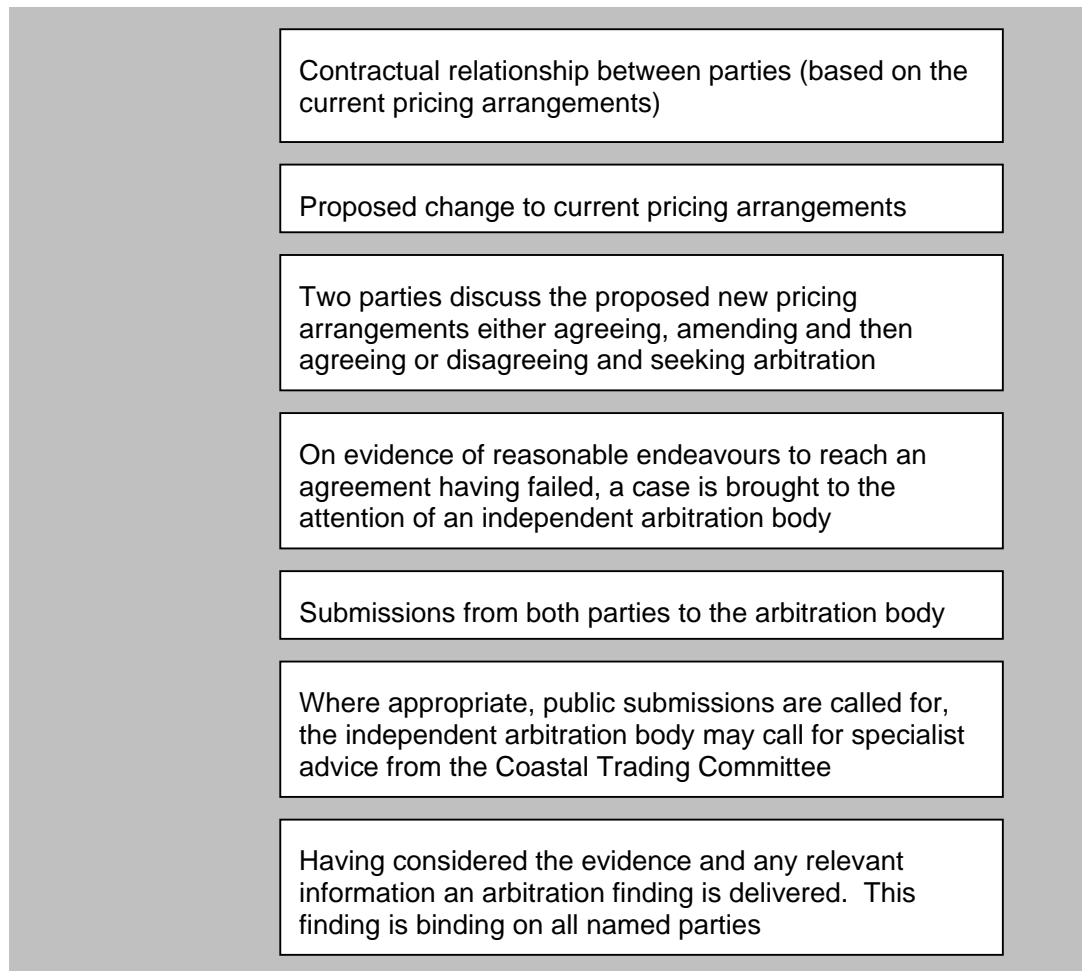 Contractual relationship between parties (based on the
current pricing arrangements)
Proposed change to current pricing arrangements
Two parties discuss the proposed new pricing
arrangements either agreeing, amending and then
agreeing or disagreeing and seeking arbitration
On evidence of reasonable endeavours to reach an
agreement having failed, a case is brought to the
attention of an independent arbitration body
Submissions from both parties to the arbitration body
Where appropriate, public submissions are called for,
the independent arbitration body may call for specialist
advice from the Coastal Trading Committee
Having considered the evidence and any relevant
information an arbitration finding is delivered.  This
finding is binding on all named parties